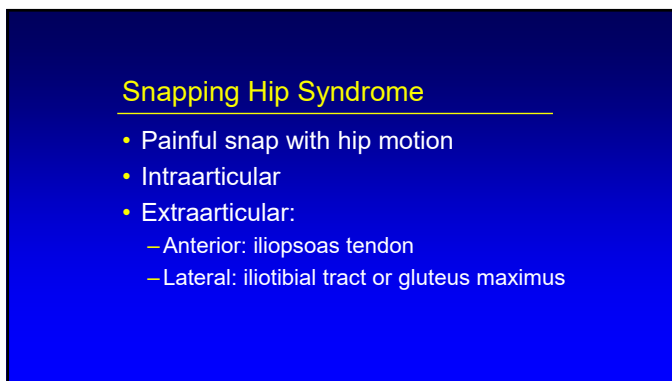 Snapping Hip Syndrome
• Painful snap with hip motion
• Intraarticular
• Extraarticular:
–Anterior: iliopsoas tendon
–Lateral: iliotibial tract or gluteus maximus